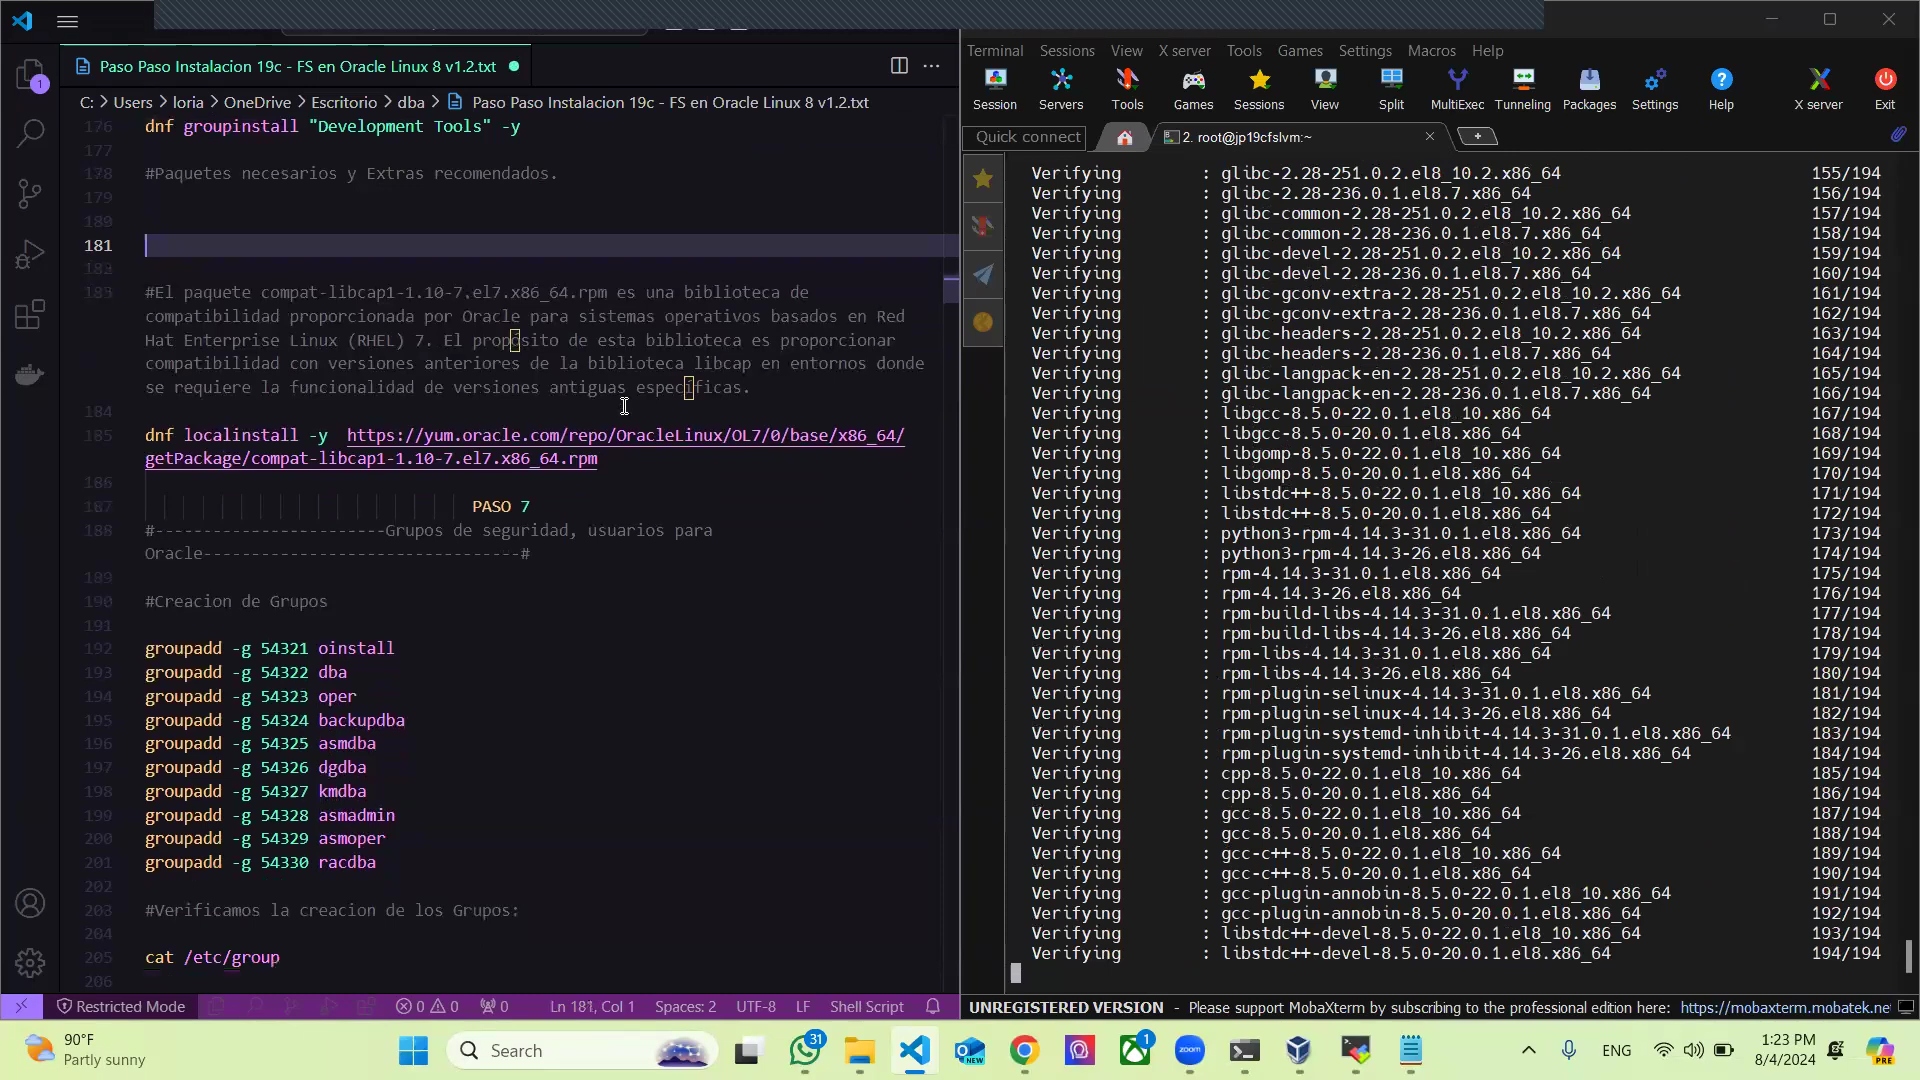 Paso Paso Instalacion 19c - FS en Oracle Linux 8 v1.2.txt
C: > Users > loria > OneDrive > Escritorio > dba > Paso Paso Instalacion 19c - FS en Oracle Linux 8 v1.2.txt
176 dnf groupinstall "Development Tools" -y
177
178 #Paquetes necesarios y Extras recomendados.
179
181
#El paquete compat-libcap1-1.10-7.el7.x86_64.rpm es una biblioteca de
compatibilidad proporcionada por Oracle para sistemas operativos basados en Red
Hat Enterprise Linux (RHEL) 7. El propósito de esta biblioteca es proporcionar
compatibilidad con versiones anteriores de la biblioteca libcap en entornos donde
se requiere la funcionalidad de versiones antiguas específicas.
184
185 dnf localinstall -y https://yum.oracle.com/repo/OracleLinux/OL7/0/base/x86_64/
getPackage/compat-libcap1-1.10-7.el7.x86_64.rpm
186
187 PASO 7
188 #------------------------Grupos de seguridad, usuarios para
Oracle---------------------------------#
189
190 #Creacion de Grupos
191
192 groupadd -g 54321 oinstall
193 groupadd -g 54322 dba
194 groupadd -g 54323 oper
195 groupadd -g 54324 backupdba
196 groupadd -g 54325 asmdba
197 groupadd -g 54326 dgdba
198 groupadd -g 54327 kmdba
199 groupadd -g 54328 asmadmin
200 groupadd -g 54329 asmoper
201 groupadd -g 54330 racdba
202
203 #Verificamos la creacion de los Grupos:
204
205 cat /etc/group
206
1
Restricted Mode
0 0 0
Ln 181, Col 1 Spaces: 2 UTF-8 LF Shell Script
Terminal Sessions View X server Tools Games Settings Macros Help
Session Servers Tools Games Sessions View Split MultiExec Tunneling Packages Settings Help X server Exit
Quick connect
2. root@jp19cfslvm:~
Verifying : glibc-2.28-251.0.2.el8_10.2.x86_64 155/194
Verifying : glibc-2.28-236.0.1.el8.7.x86_64 156/194
Verifying : glibc-common-2.28-251.0.2.el8_10.2.x86_64 157/194
Verifying : glibc-common-2.28-236.0.1.el8.7.x86_64 158/194
Verifying : glibc-devel-2.28-251.0.2.el8_10.2.x86_64 159/194
Verifying : glibc-devel-2.28-236.0.1.el8.7.x86_64 160/194
Verifying : glibc-gconv-extra-2.28-251.0.2.el8_10.2.x86_64 161/194
Verifying : glibc-gconv-extra-2.28-236.0.1.el8.7.x86_64 162/194
Verifying : glibc-headers-2.28-251.0.2.el8_10.2.x86_64 163/194
Verifying : glibc-headers-2.28-236.0.1.el8.7.x86_64 164/194
Verifying : glibc-langpack-en-2.28-251.0.2.el8_10.2.x86_64 165/194
Verifying : glibc-langpack-en-2.28-236.0.1.el8.7.x86_64 166/194
Verifying : libgcc-8.5.0-22.0.1.el8_10.x86_64 167/194
Verifying : libgcc-8.5.0-20.0.1.el8.x86_64 168/194
Verifying : libgomp-8.5.0-22.0.1.el8_10.x86_64 169/194
Verifying : libgomp-8.5.0-20.0.1.el8.x86_64 170/194
Verifying : libstdc++-8.5.0-22.0.1.el8_10.x86_64 171/194
Verifying : libstdc++-8.5.0-20.0.1.el8.x86_64 172/194
Verifying : python3-rpm-4.14.3-31.0.1.el8.x86_64 173/194
Verifying : python3-rpm-4.14.3-26.el8.x86_64 174/194
Verifying : rpm-4.14.3-31.0.1.el8.x86_64 175/194
Verifying : rpm-4.14.3-26.el8.x86_64 176/194
Verifying : rpm-build-libs-4.14.3-31.0.1.el8.x86_64 177/194
Verifying : rpm-build-libs-4.14.3-26.el8.x86_64 178/194
Verifying : rpm-libs-4.14.3-31.0.1.el8.x86_64 179/194
Verifying : rpm-libs-4.14.3-26.el8.x86_64 180/194
Verifying : rpm-plugin-selinux-4.14.3-31.0.1.el8.x86_64 181/194
Verifying : rpm-plugin-selinux-4.14.3-26.el8.x86_64 182/194
Verifying : rpm-plugin-systemd-inhibit-4.14.3-31.0.1.el8.x86_64 183/194
Verifying : rpm-plugin-systemd-inhibit-4.14.3-26.el8.x86_64 184/194
Verifying : cpp-8.5.0-22.0.1.el8_10.x86_64 185/194
Verifying : cpp-8.5.0-20.0.1.el8.x86_64 186/194
Verifying : gcc-8.5.0-22.0.1.el8_10.x86_64 187/194
Verifying : gcc-8.5.0-20.0.1.el8.x86_64 188/194
Verifying : gcc-c++-8.5.0-22.0.1.el8_10.x86_64 189/194
Verifying : gcc-c++-8.5.0-20.0.1.el8.x86_64 190/194
Verifying : gcc-plugin-annobin-8.5.0-22.0.1.el8_10.x86_64 191/194
Verifying : gcc-plugin-annobin-8.5.0-20.0.1.el8.x86_64 192/194
Verifying : libstdc++-devel-8.5.0-22.0.1.el8_10.x86_64 193/194
Verifying : libstdc++-devel-8.5.0-20.0.1.el8.x86_64 194/194
UNREGISTERED VERSION - Please support MobaXterm by subscribing to the professional edition here: https://mobaxterm.mobatek.ne
90°F
Partly sunny
Search
31
NEW
1
zoom
ENG
1:23 PM
8/4/2024
PRE